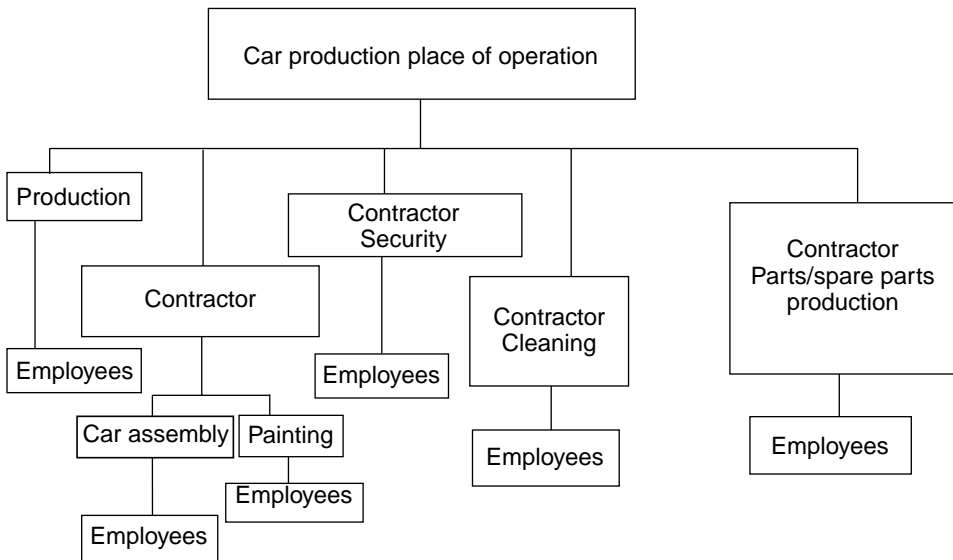 Car production place of operation
Production
Contractor
Security
Contractor
Parts/spare parts
production
Contractor
Contractor
Cleaning
Employees
Employees
Car assembly
Painting
Employees
Employees
Employees
Employees